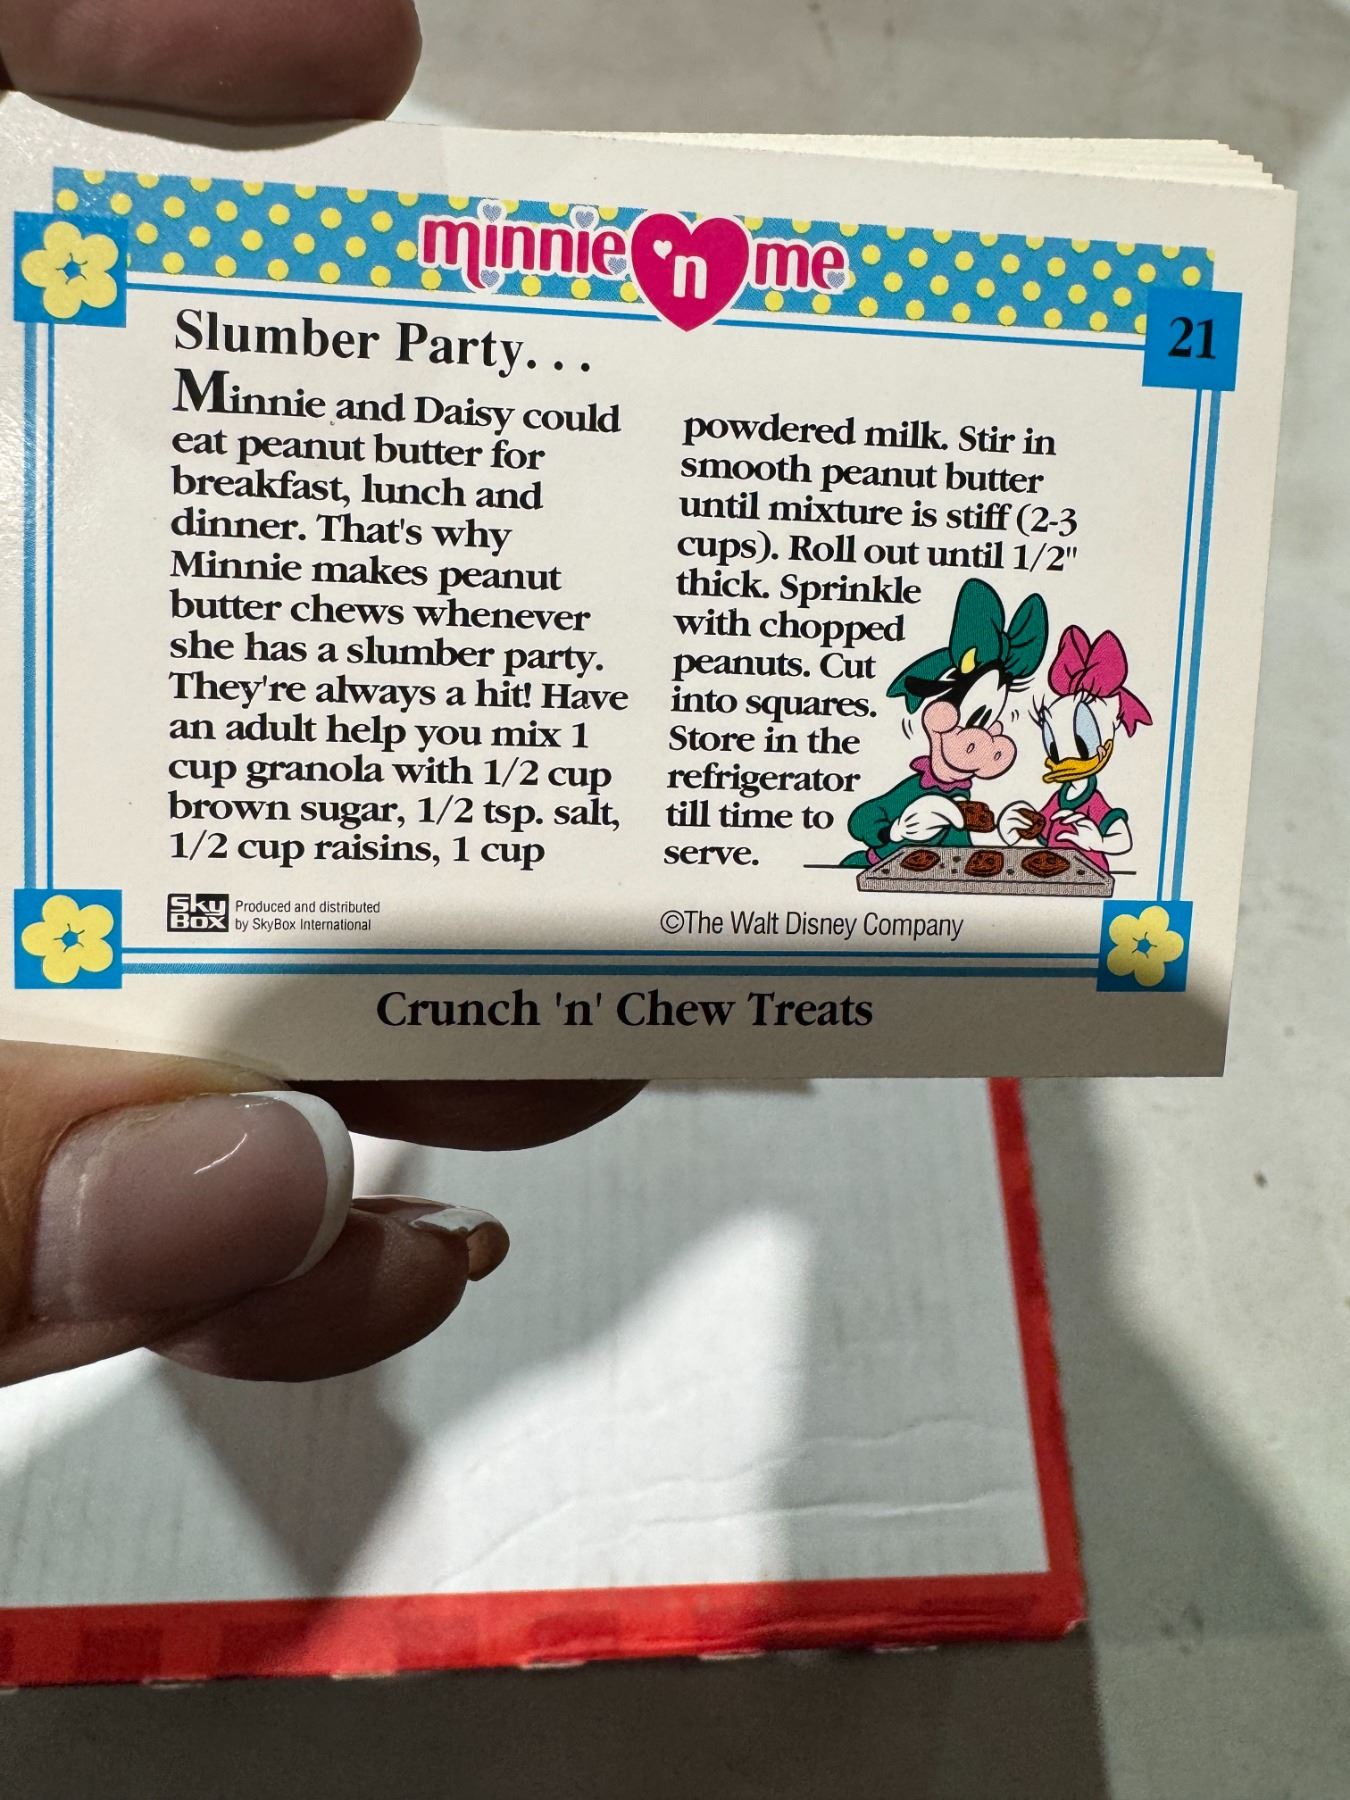 minnie 'n me
21
Slumber Party. . .
Minnie and Daisy could
eat peanut butter for
breakfast, lunch and
dinner. That's why
Minnie makes peanut
butter chews whenever
she has a slumber party.
They're always a hit! Have
an adult help you mix 1
cup granola with 1/2 cup
brown sugar, 1/2 tsp. salt,
1/2 cup raisins, 1 cup
powdered milk. Stir in
smooth peanut butter
until mixture is stiff (2-3
cups). Roll out until 1/2"
thick. Sprinkle
with chopped
peanuts. Cut
into squares.
Store in the
refrigerator
till time to
serve.
SkyBox
Produced and distributed
by SkyBox International
©The Walt Disney Company
Crunch 'n' Chew Treats